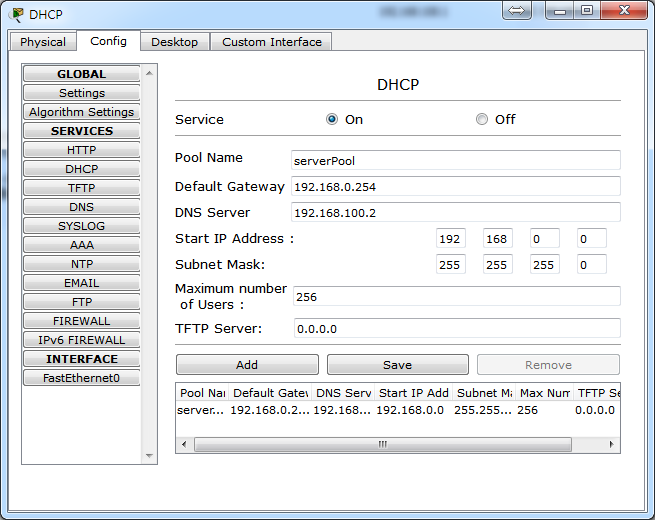 DHCP
Physical Config Desktop Custom Interface
GLOBAL
Settings
Algorithm Settings
SERVICES
HTTP
DHCP
TFTP
DNS
SYSLOG
AAA
NTP
EMAIL
FTP
FIREWALL
IPv6 FIREWALL
INTERFACE
FastEthernet0
DHCP
Service On Off
Pool Name serverPool
Default Gateway 192.168.0.254
DNS Server 192.168.100.2
Start IP Address : 192 168 0 0
Subnet Mask: 255 255 255 0
Maximum number
of Users : 256
TFTP Server: 0.0.0.0
Add Save Remove
Pool Nai Default Gatew DNS Serv Start IP Add Subnet Ma Max Num TFTP Se
server... 192.168.0.2... 192.168... 192.168.0.0 255.255... 256 0.0.0.0